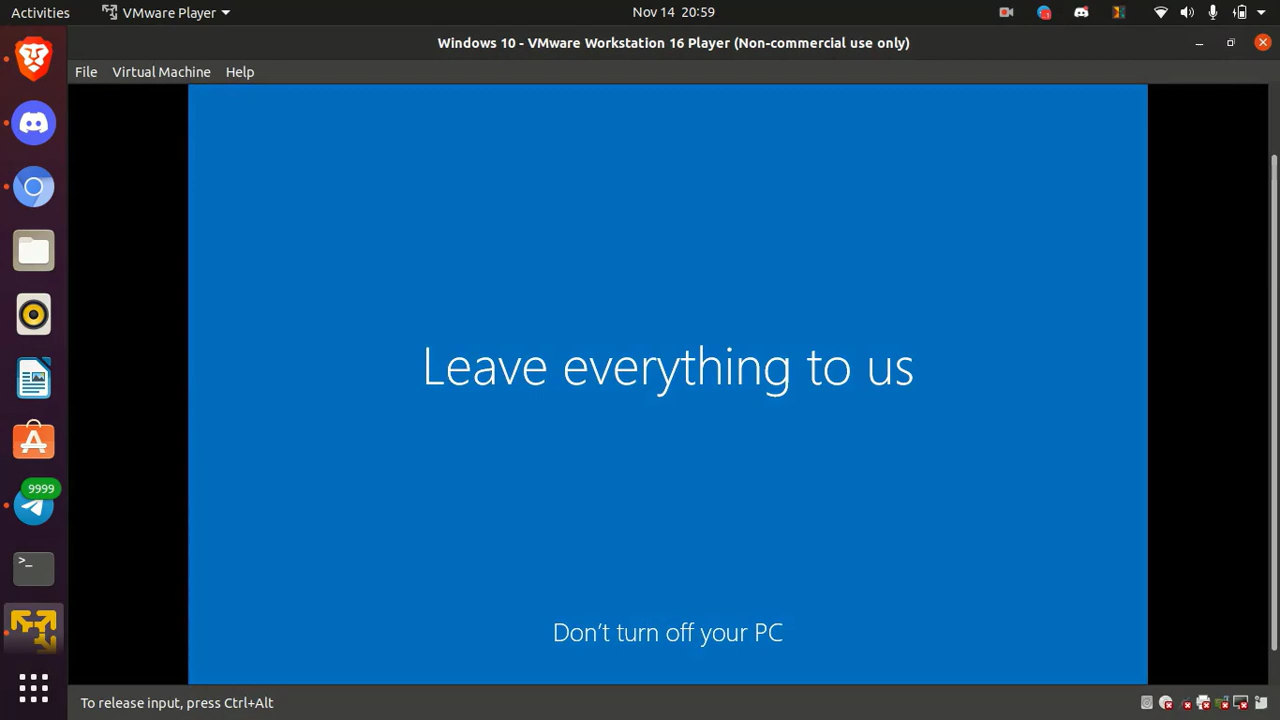 Activities
VMware Player
Nov 14 20:59
Windows 10 - VMware Workstation 16 Player (Non-commercial use only)
File
Virtual Machine
Help
Leave everything to us
9999
Don't turn off your PC
To release input, press Ctrl+Alt